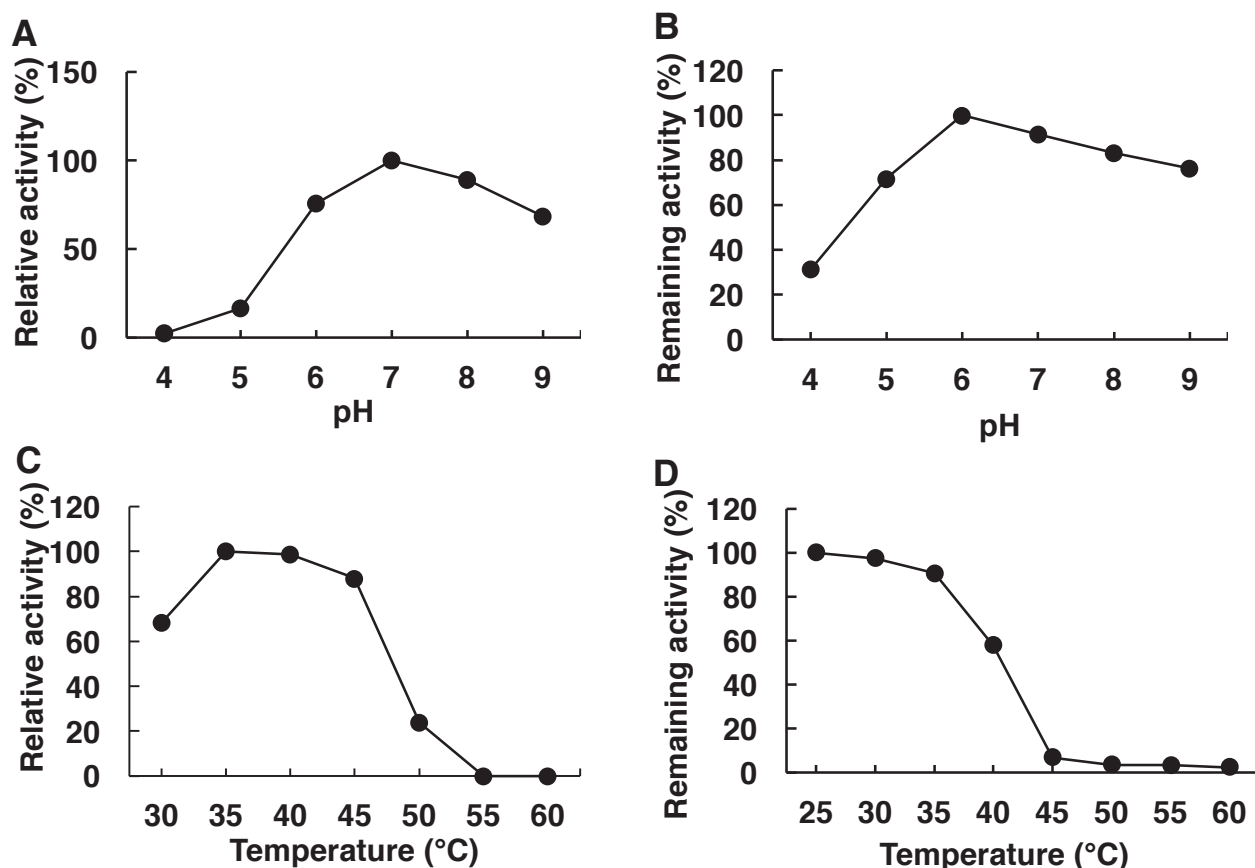 A
Relative activity (%)
150
100
50
0
4 5 6 7 8 9
pH
B
Remaining activity (%)
120
100
80
60
40
20
0
4 5 6 7 8 9
pH
C
Relative activity (%)
120
100
80
60
40
20
0
30 35 40 45 50 55 60
Temperature (°C)
D
Remaining activity (%)
120
100
80
60
40
20
0
25 30 35 40 45 50 55 60
Temperature (°C)